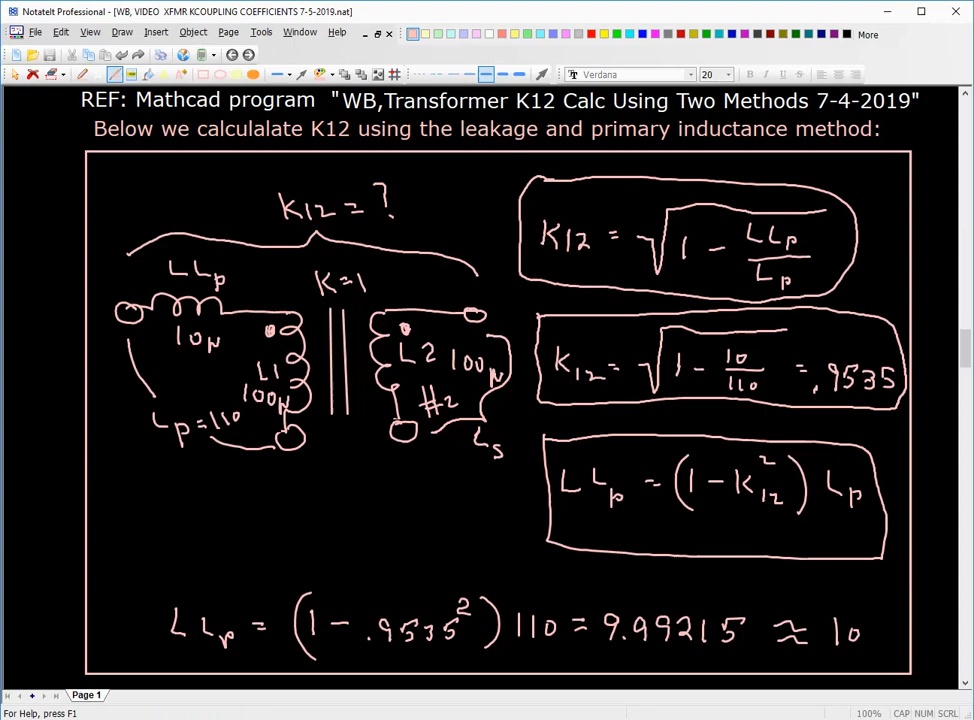 NotateIt Professional - [WB, VIDEO XFMR KCOUPLING COEFFICIENTS 7-5-2019.nat]
File Edit View Draw Insert Object Page Tools Window Help
More
Verdana 20 B I U
REF: Mathcad program "WB,Transformer K12 Calc Using Two Methods 7-4-2019"
Below we calculalate K12 using the leakage and primary inductance method:
K12 = ?
K12 = √(1 - LLp/Lp)
LLp
K=1
10μ
L1
100μ
L2 100μ
#2
Lp=110
Ls
K12 = √(1 - 10/110) = .9535
LLp = (1 - K12²) Lp
LLp = (1 - .9535²) 110 = 9.99215 ≈ 10
Page 1
For Help, press F1
100% CAP NUM SCRL